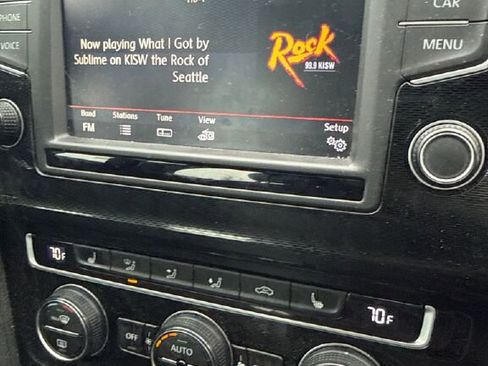 CAR
PHONE
VOICE
MENU
Now playing What I Got by
Sublime on KISW the Rock of
Seattle
Rock
99.9 KISW
Band
Stations
Tune
View
Setup
FM
70F
70F
OFF
AUTO